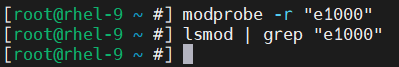 [root@rhel-9 ~ #] modprobe -r "e1000"
[root@rhel-9 ~ #] lsmod | grep "e1000"
[root@rhel-9 ~ #]